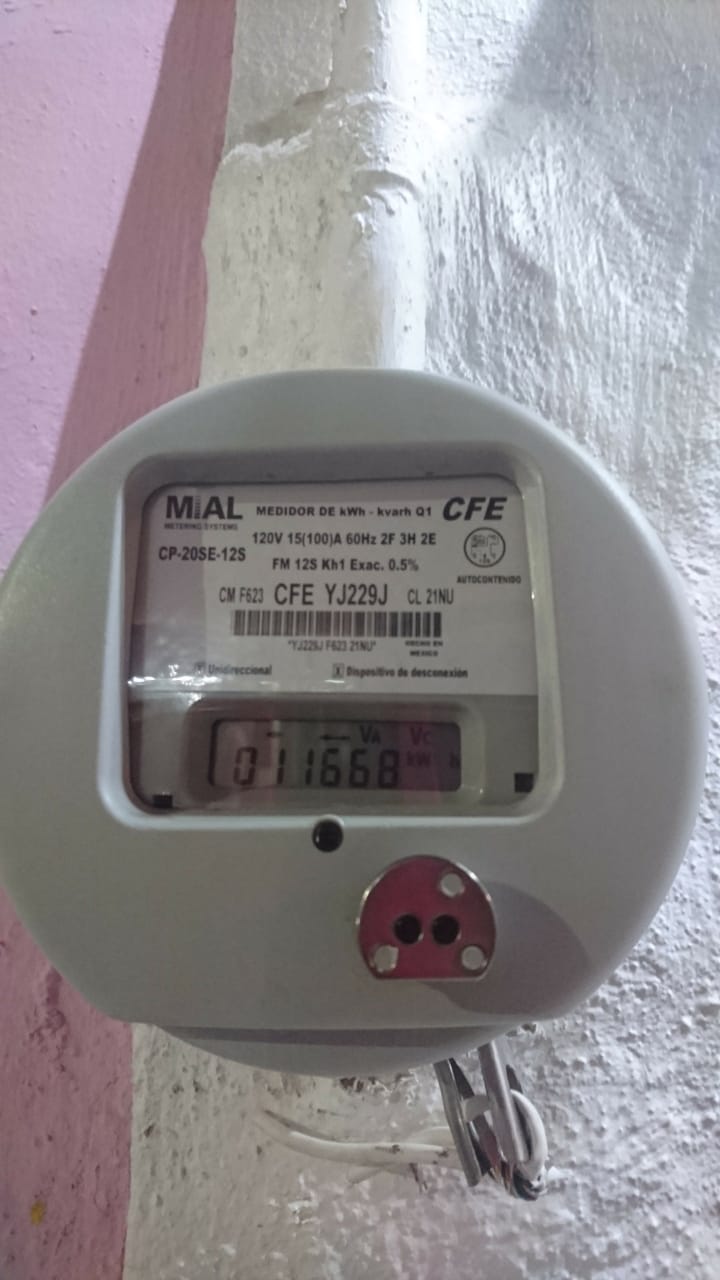 MIAL MEDIDOR DE kWh - kvarh Q1 CFE
METERING SYSTEMS
120V 15(100)A 60Hz 2F 3H 2E
CP-20SE-12S
FM 12S Kh1 Exac. 0.5%
AUTOCONTENIDO
CM F623 CFE YJ229J CL 21NU
"YJ229J F623 21NU" HECHO EN MEXICO
Unidireccional X Dispositivo de desconexión
VA VC
011668 kW h